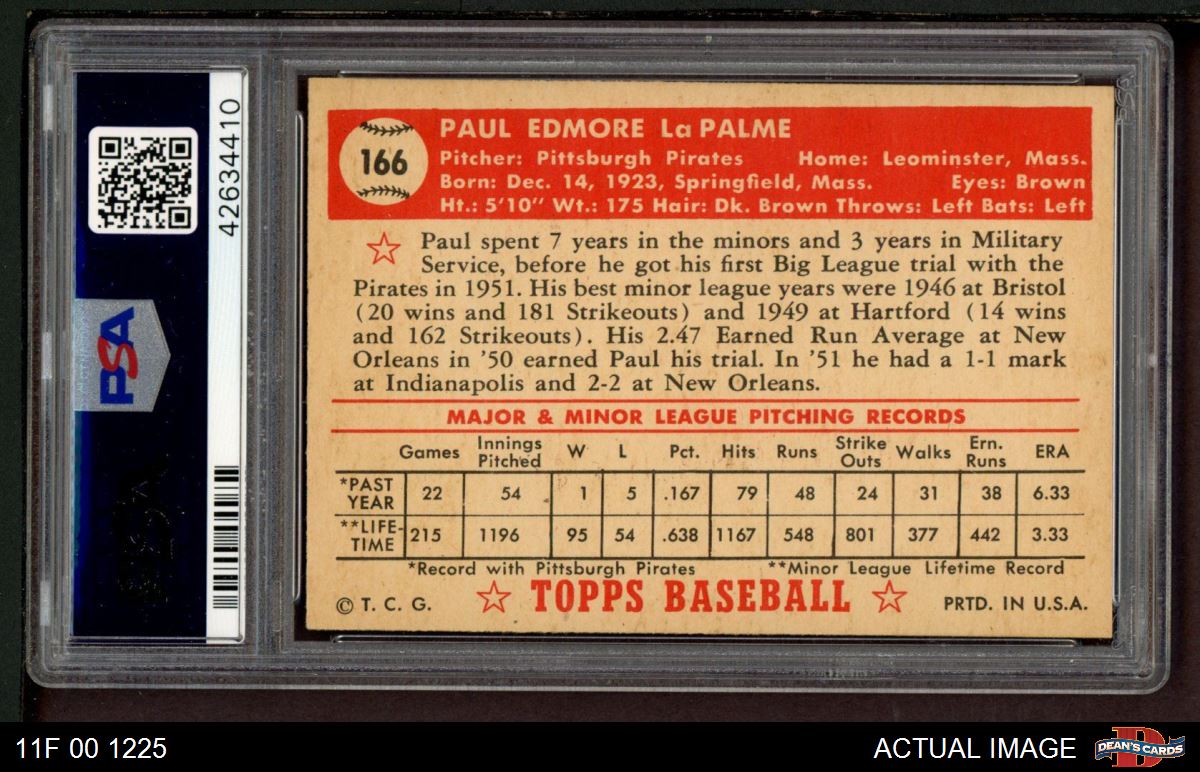 PSA
42634410
166
PAUL EDMORE La PALME
Pitcher: Pittsburgh Pirates Home: Leominster, Mass.
Born: Dec. 14, 1923, Springfield, Mass. Eyes: Brown
Ht.: 5'10" Wt.: 175 Hair: Dk. Brown Throws: Left Bats: Left
Paul spent 7 years in the minors and 3 years in Military
Service, before he got his first Big League trial with the
Pirates in 1951. His best minor league years were 1946 at Bristol
(20 wins and 181 Strikeouts) and 1949 at Hartford (14 wins
and 162 Strikeouts). His 2.47 Earned Run Average at New
Orleans in '50 earned Paul his trial. In '51 he had a 1-1 mark
at Indianapolis and 2-2 at New Orleans.
MAJOR & MINOR LEAGUE PITCHING RECORDS
Games Innings Pitched W L Pct. Hits Runs Strike Outs Walks Ern. Runs ERA
*PAST YEAR 22 54 1 5 .167 79 48 24 31 38 6.33
**LIFE-TIME 215 1196 95 54 .638 1167 548 801 377 442 3.33
*Record with Pittsburgh Pirates **Minor League Lifetime Record
© T. C. G. TOPPS BASEBALL PRTD. IN U.S.A.
11F 00 1225 ACTUAL IMAGE DEAN'S CARDS